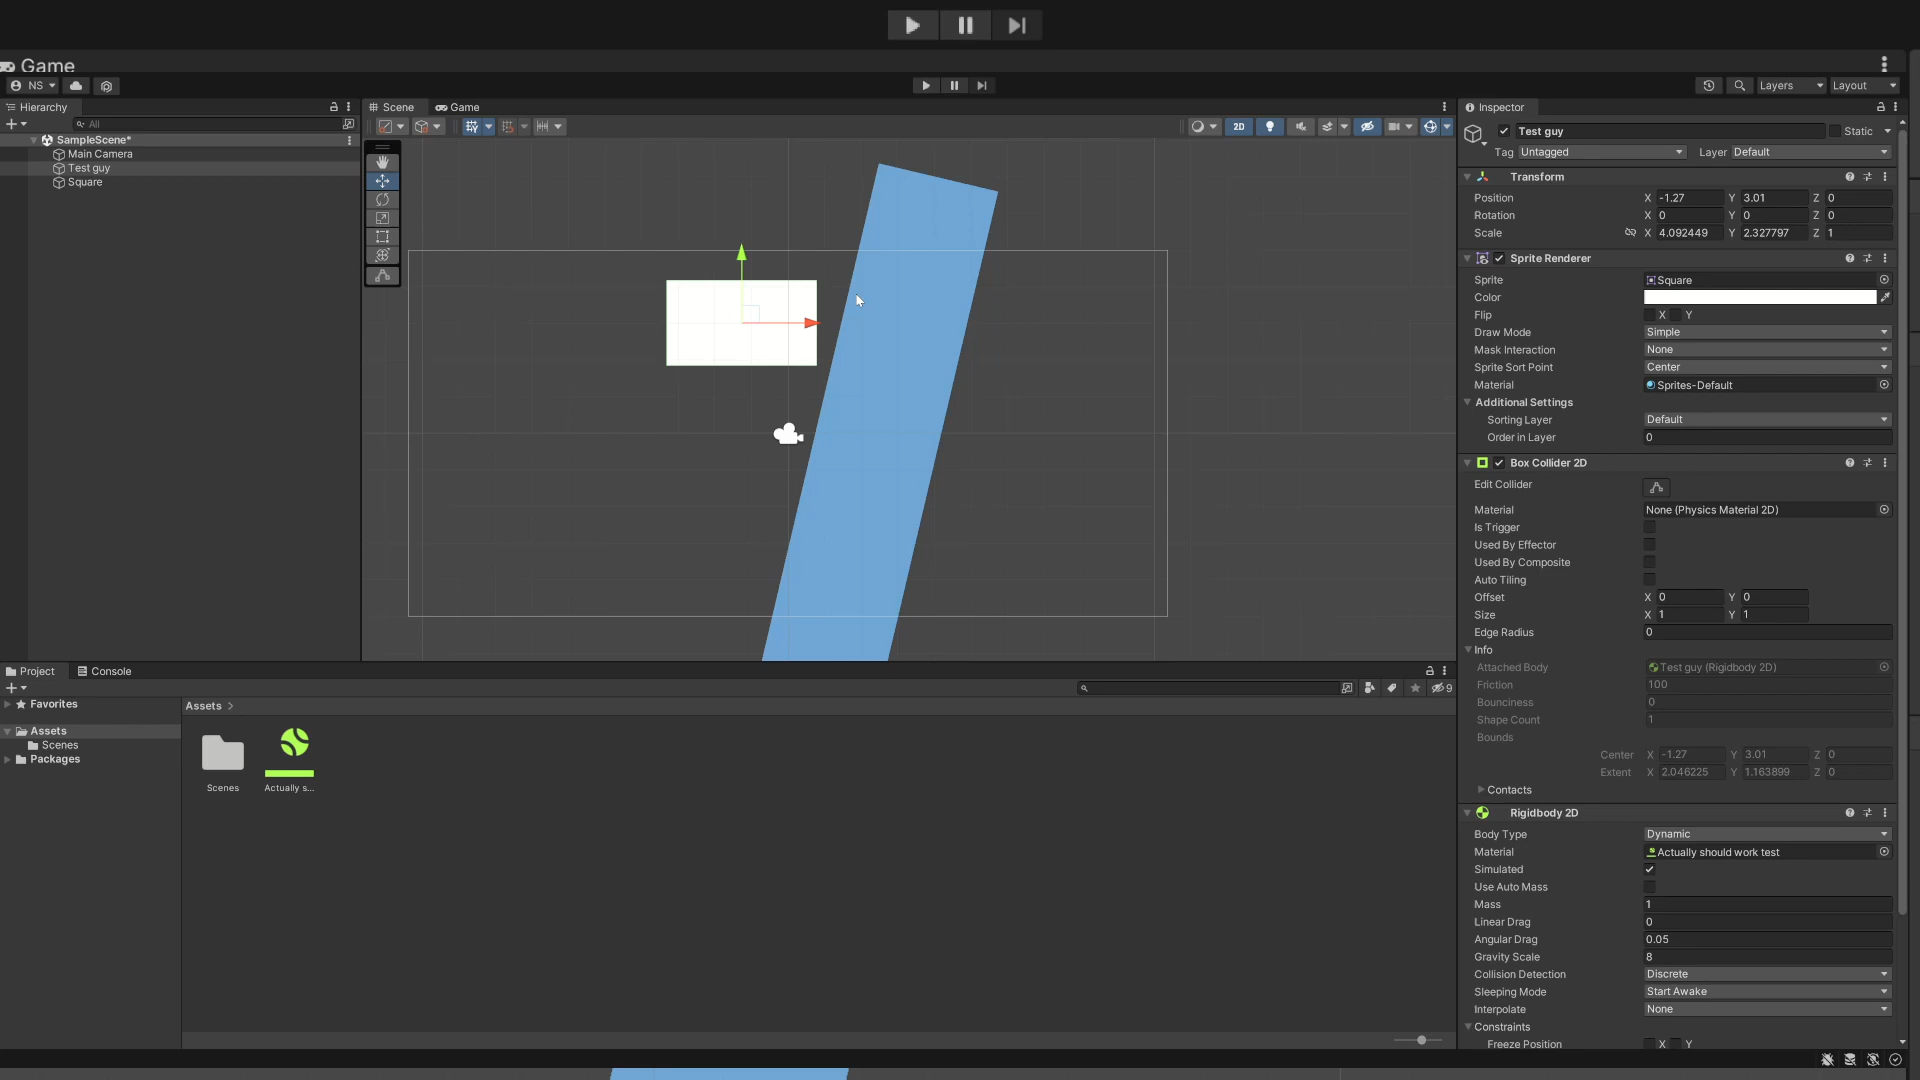 Game
NS
Layers
Layout
Hierarchy
Scene
Game
Inspector
All
2D
Test guy
Static
SampleScene*
Main Camera
Test guy
Square
Tag Untagged
Layer Default
Transform
Position X -1.27 Y 3.01 Z 0
Rotation X 0 Y 0 Z 0
Scale X 4.092449 Y 2.327797 Z 1
Sprite Renderer
Sprite Square
Color
Flip X Y
Draw Mode Simple
Mask Interaction None
Sprite Sort Point Center
Material Sprites-Default
Additional Settings
Sorting Layer Default
Order in Layer 0
Box Collider 2D
Edit Collider
Material None (Physics Material 2D)
Is Trigger
Used By Effector
Used By Composite
Auto Tiling
Offset X 0 Y 0
Size X 1 Y 1
Edge Radius 0
Info
Attached Body Test guy (Rigidbody 2D)
Friction 100
Bounciness 0
Shape Count 1
Bounds
Center X -1.27 Y 3.01 Z 0
Extent X 2.046225 Y 1.163899 Z 0
Contacts
Rigidbody 2D
Body Type Dynamic
Material Actually should work test
Simulated
Use Auto Mass
Mass 1
Linear Drag 0
Angular Drag 0.05
Gravity Scale 8
Collision Detection Discrete
Sleeping Mode Start Awake
Interpolate None
Constraints
Freeze Position X Y
Project
Console
9
Favorites
Assets
Scenes
Packages
Assets >
Scenes
Actually s...